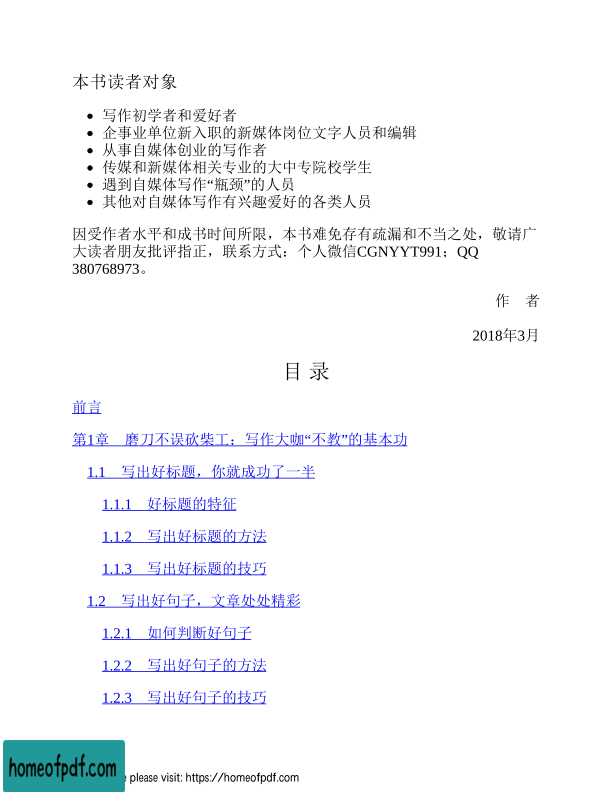 本书读者对象
• 写作初学者和爱好者
• 企事业单位新入职的新媒体岗位文字人员和编辑
• 从事自媒体创业的写作者
• 传媒和新媒体相关专业的大中专院校学生
• 遇到自媒体写作“瓶颈”的人员
• 其他对自媒体写作有兴趣爱好的各类人员
因受作者水平和成书时间所限，本书难免存有疏漏和不当之处，敬请广
大读者朋友批评指正，联系方式：个人微信CGNYYT991；QQ
380768973。
作　者
2018年3月
目 录
前言
第1章　磨刀不误砍柴工：写作大咖“不教”的基本功
1.1　写出好标题，你就成功了一半
1.1.1　好标题的特征
1.1.2　写出好标题的方法
1.1.3　写出好标题的技巧
1.2　写出好句子，文章处处精彩
1.2.1　如何判断好句子
1.2.2　写出好句子的方法
1.2.3　写出好句子的技巧
homeofpdf.com
please visit: https://homeofpdf.com